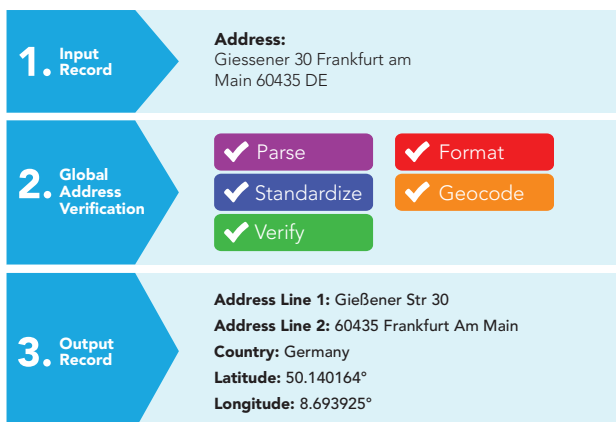 1. Input
Record
Address:
Giessener 30 Frankfurt am
Main 60435 DE
2. Global
Address
Verification
Parse
Format
Standardize
Geocode
Verify
3. Output
Record
Address Line 1: Gießener Str 30
Address Line 2: 60435 Frankfurt Am Main
Country: Germany
Latitude: 50.140164°
Longitude: 8.693925°